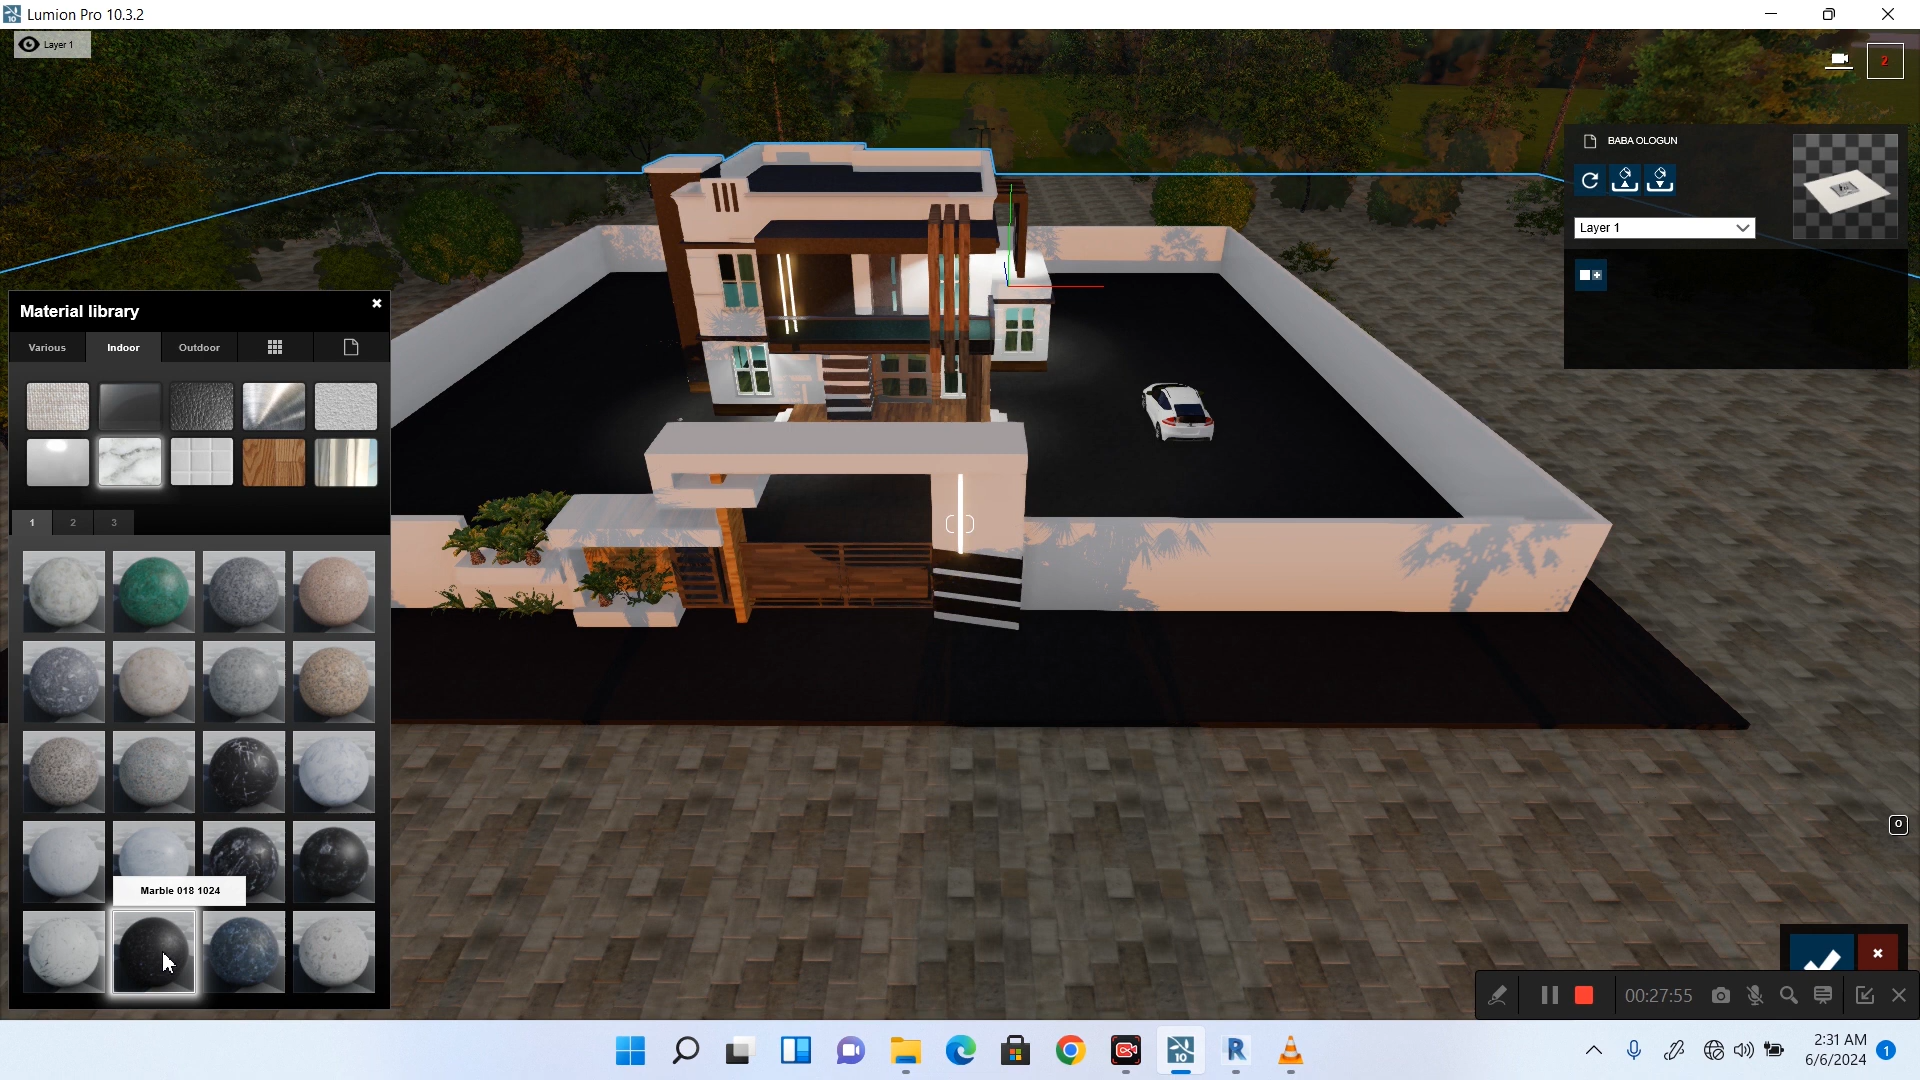 Lumion Pro 10.3.2
Layer 1
2
BABA OLOGUN
Layer 1
Material library
Various
Indoor
Outdoor
1
2
3
Marble 018 1024
O
00:27:55
10
R
2:31 AM
6/6/2024
1